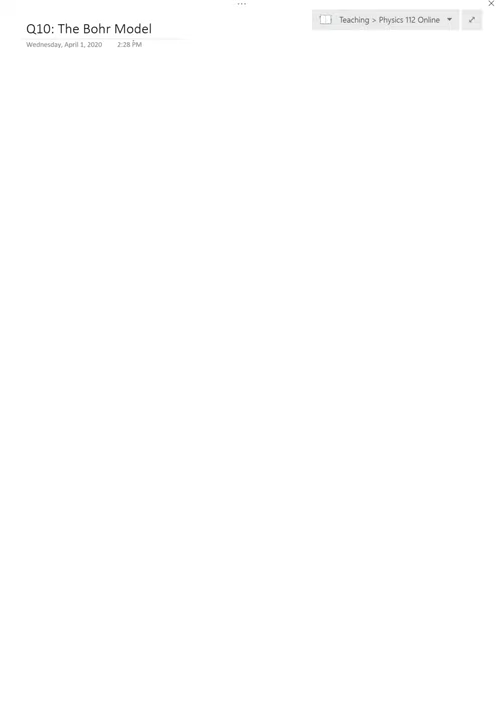 Teaching > Physics 112 Online
Q10: The Bohr Model
Wednesday, April 1, 2020 2:28 PM